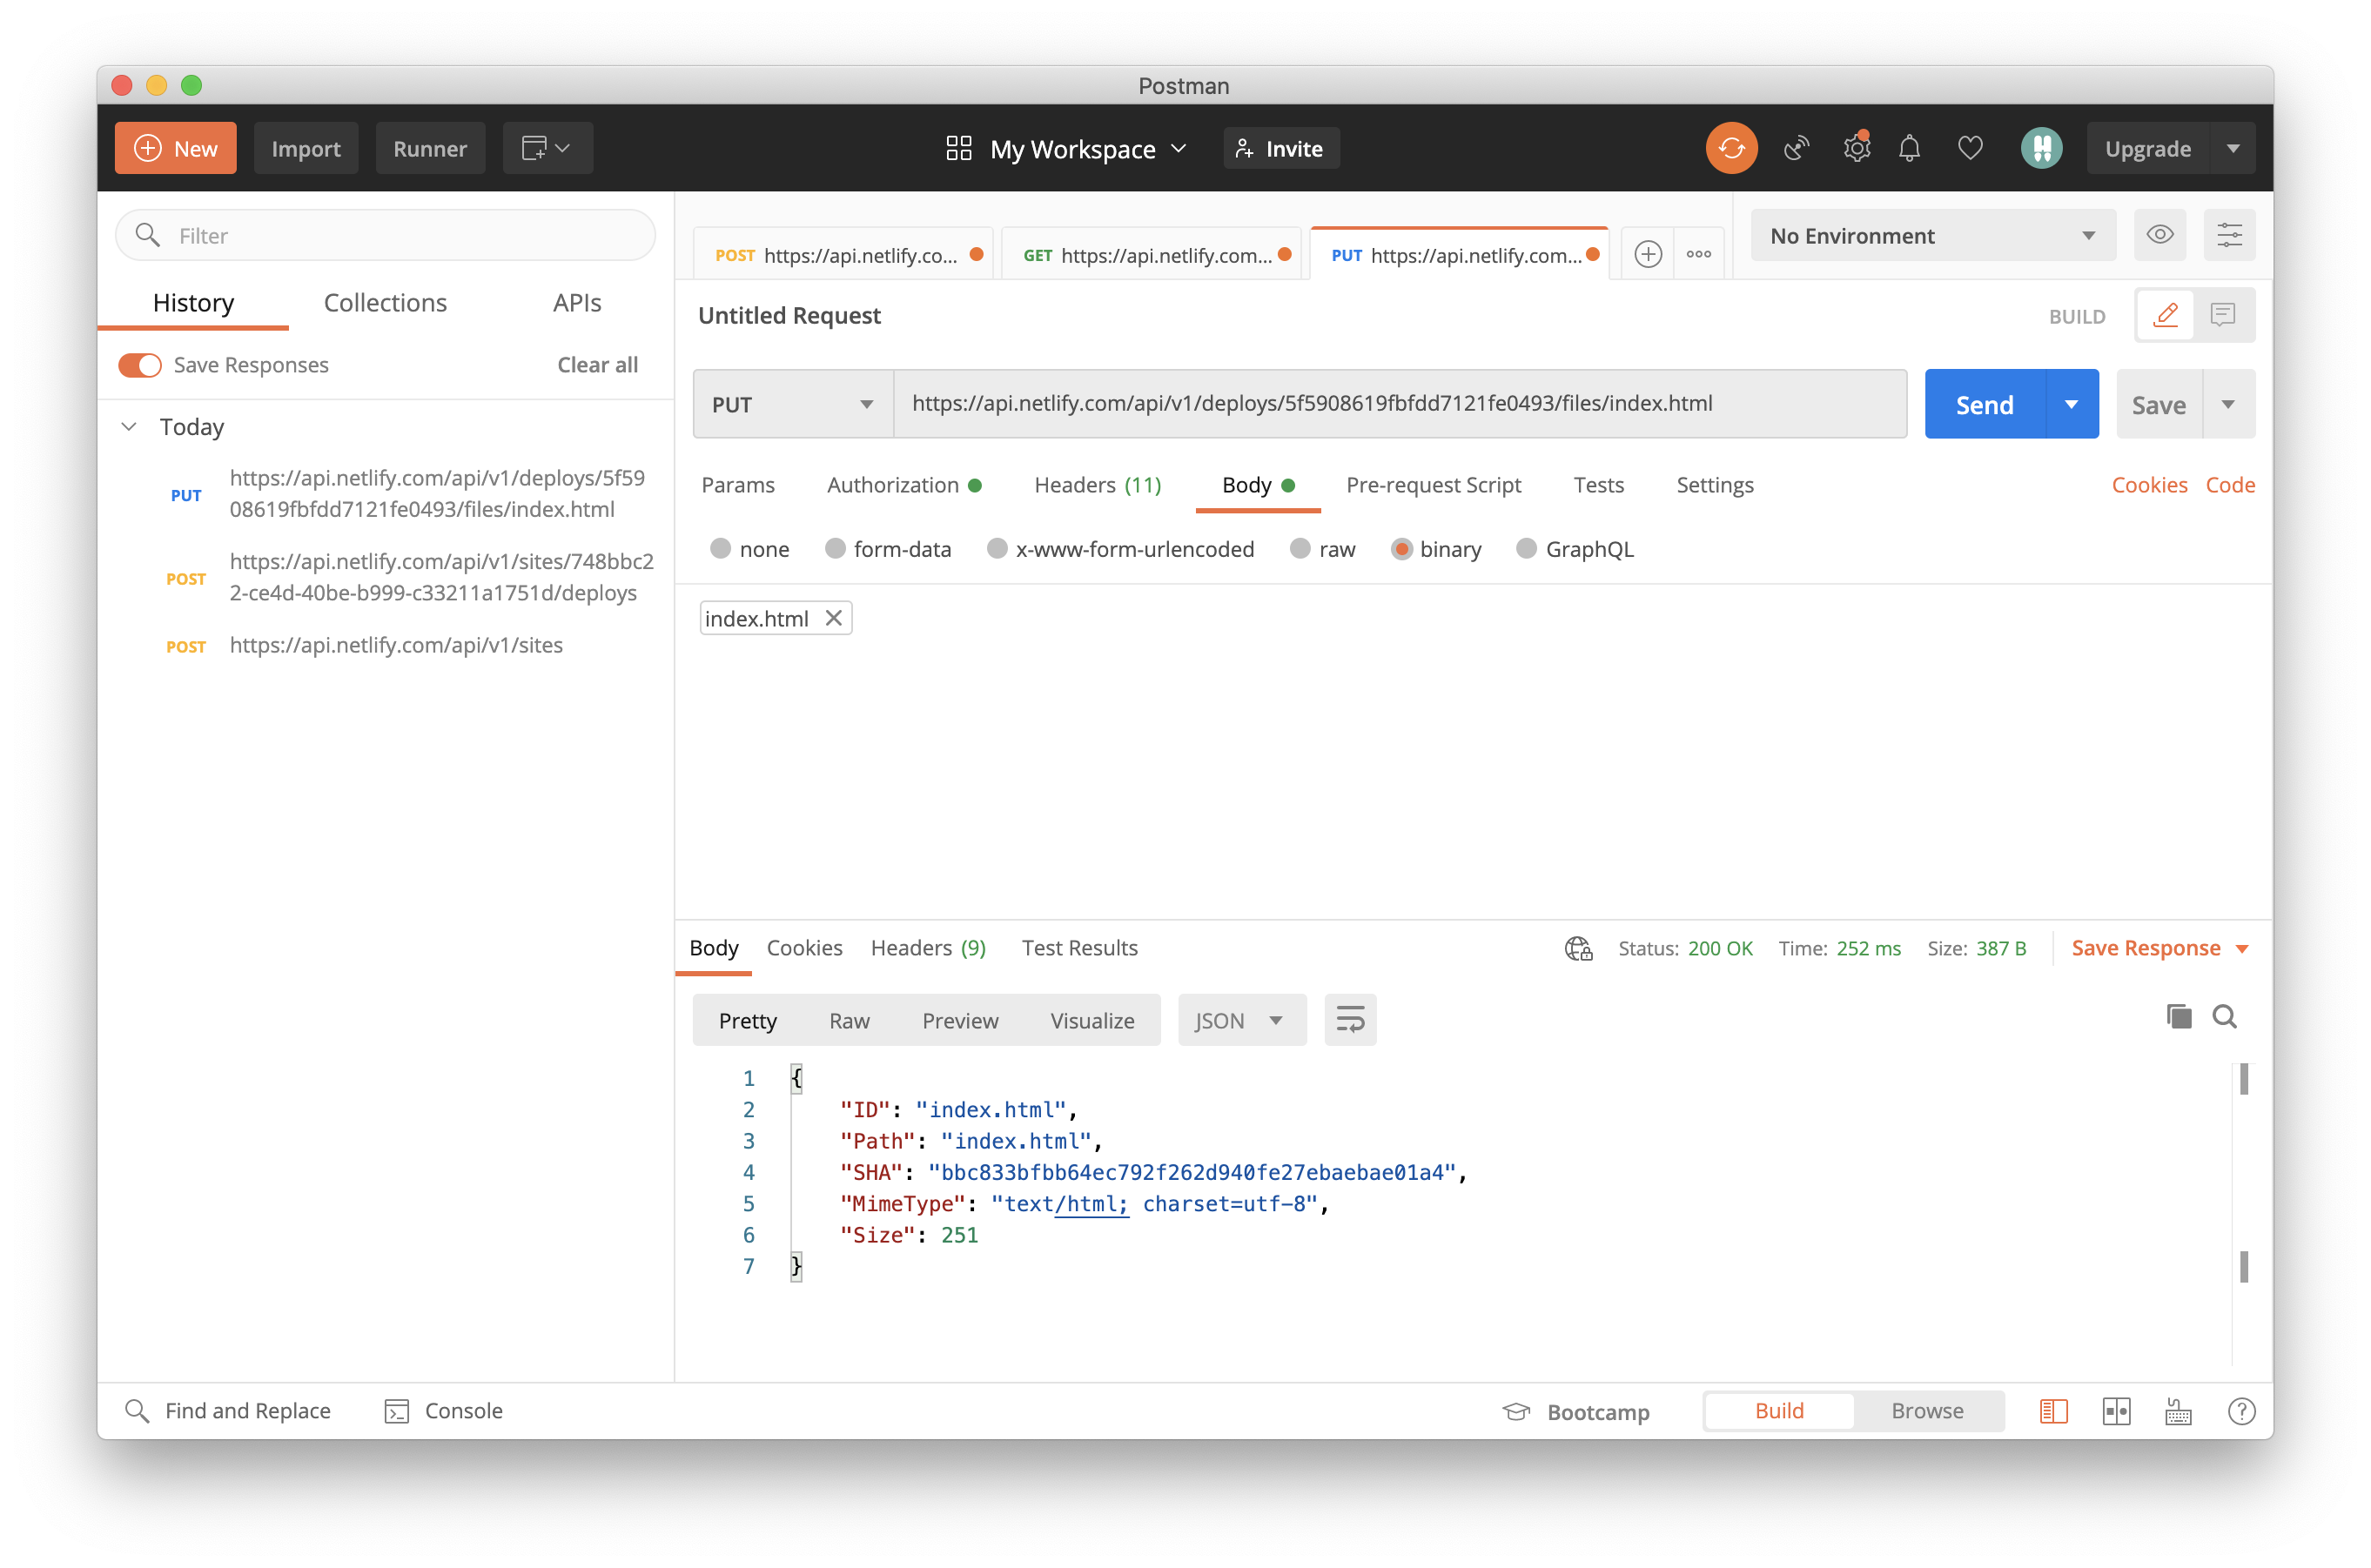 Postman
New Import Runner My Workspace Invite Upgrade
Filter
History Collections APIs
Save Responses Clear all
Today
PUT https://api.netlify.com/api/v1/deploys/5f59
08619fbfdd7121fe0493/files/index.html
POST https://api.netlify.com/api/v1/sites/748bbc2
2-ce4d-40be-b999-c33211a1751d/deploys
POST https://api.netlify.com/api/v1/sites
POST https://api.netlify.co... GET https://api.netlify.com... PUT https://api.netlify.com... No Environment
Untitled Request BUILD
PUT https://api.netlify.com/api/v1/deploys/5f5908619fbfdd7121fe0493/files/index.html Send Save
Params Authorization Headers (11) Body Pre-request Script Tests Settings Cookies Code
none form-data x-www-form-urlencoded raw binary GraphQL
index.html
Body Cookies Headers (9) Test Results Status: 200 OK Time: 252 ms Size: 387 B Save Response
Pretty Raw Preview Visualize JSON
1 {
2 "ID": "index.html",
3 "Path": "index.html",
4 "SHA": "bbc833bfbb64ec792f262d940fe27ebaebae01a4",
5 "MimeType": "text/html; charset=utf-8",
6 "Size": 251
7 }
Find and Replace Console Bootcamp Build Browse